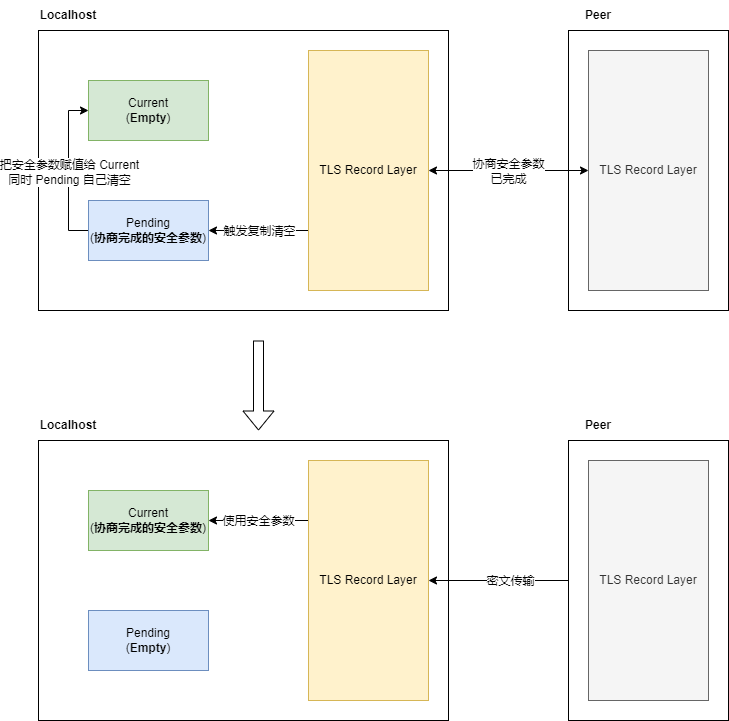 Localhost
Peer
Current
(Empty)
TLS Record Layer
协商安全参数
已完成
TLS Record Layer
把安全参数赋值给 Current
同时 Pending 自己清空
Pending
(协商完成的安全参数)
触发复制清空
Localhost
Peer
Current
(协商完成的安全参数)
使用安全参数
TLS Record Layer
密文传输
TLS Record Layer
Pending
(Empty)